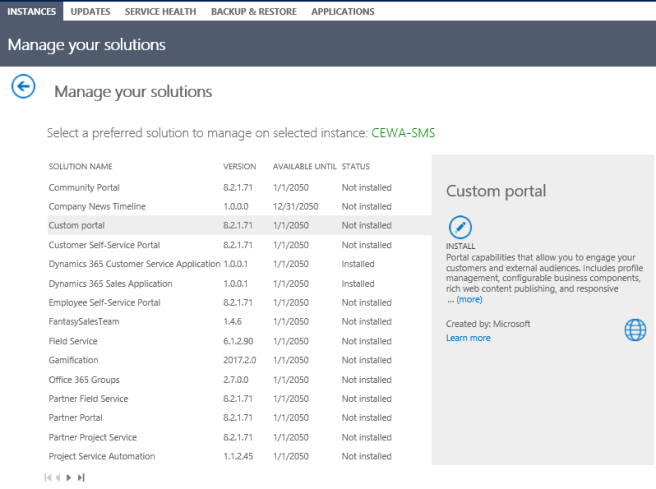 INSTANCES UPDATES SERVICE HEALTH BACKUP & RESTORE APPLICATIONS
Manage your solutions
Manage your solutions
Select a preferred solution to manage on selected instance: CEWA-SMS
SOLUTION NAME VERSION AVAILABLE UNTIL STATUS
Community Portal 8.2.1.71 1/1/2050 Not installed
Company News Timeline 1.0.0.0 12/31/2050 Not installed
Custom portal 8.2.1.71 1/1/2050 Not installed
Customer Self-Service Portal 8.2.1.71 1/1/2050 Not installed
Dynamics 365 Customer Service Application 1.0.0.1 1/1/2050 Installed
Dynamics 365 Sales Application 1.0.0.1 1/1/2050 Installed
Employee Self-Service Portal 8.2.1.71 1/1/2050 Not installed
FantasySalesTeam 1.4.6 1/1/2050 Not installed
Field Service 6.1.2.90 1/1/2050 Not installed
Gamification 2017.2.0 1/1/2050 Not installed
Office 365 Groups 2.7.0.0 1/1/2050 Not installed
Partner Field Service 8.2.1.71 1/1/2050 Not installed
Partner Portal 8.2.1.71 1/1/2050 Not installed
Partner Project Service 8.2.1.71 1/1/2050 Not installed
Project Service Automation 1.1.2.45 1/1/2050 Not installed
Custom portal
INSTALL
Portal capabilities that allow you to engage your
customers and external audiences. Includes profile
management, configurable business components,
rich web content publishing, and responsive
... (more)
Created by: Microsoft
Learn more